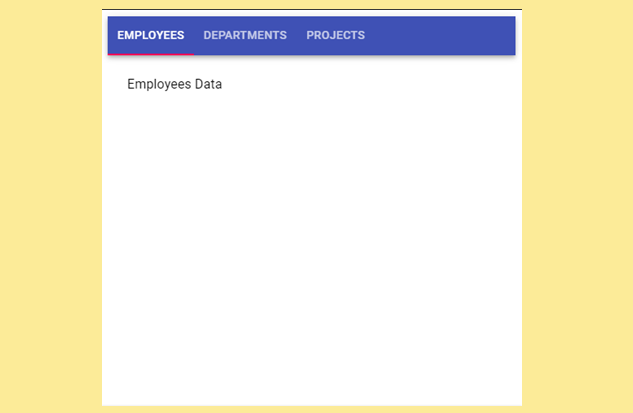 EMPLOYEES DEPARTMENTS PROJECTS
Employees Data